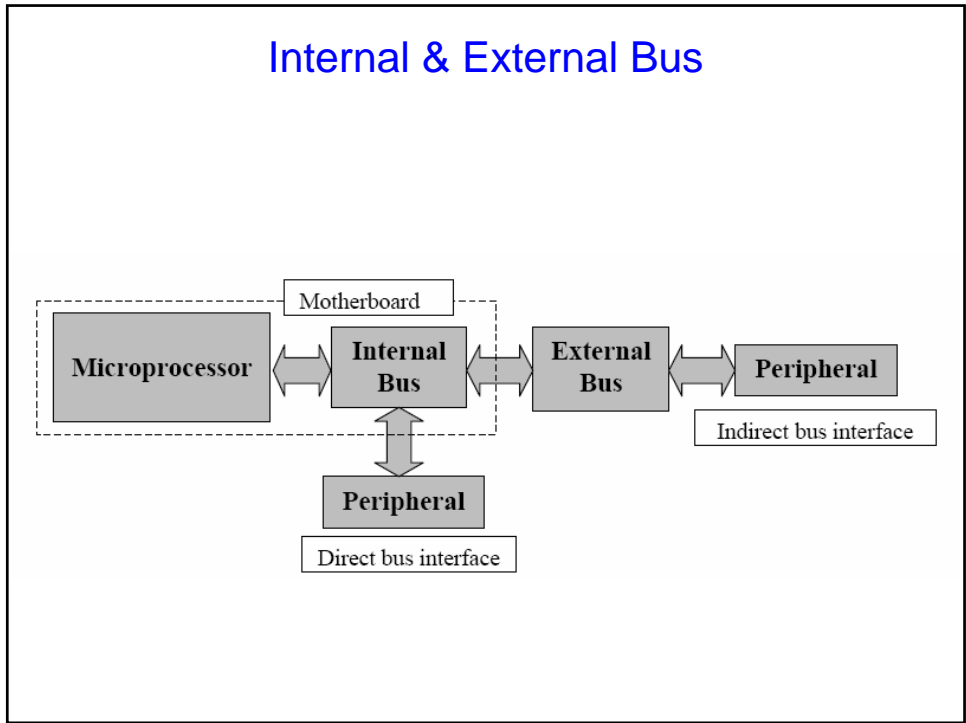 Internal & External Bus
Motherboard
Microprocessor
Internal
Bus
External
Bus
Peripheral
Indirect bus interface
Peripheral
Direct bus interface